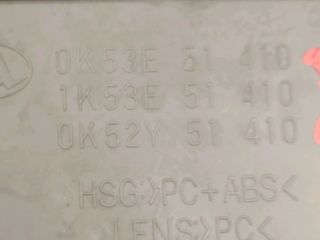 0K53E 51 410
1K53E 51 410
0K52Y 51 410
HSG:>PC+ABS<
LENS>PC<